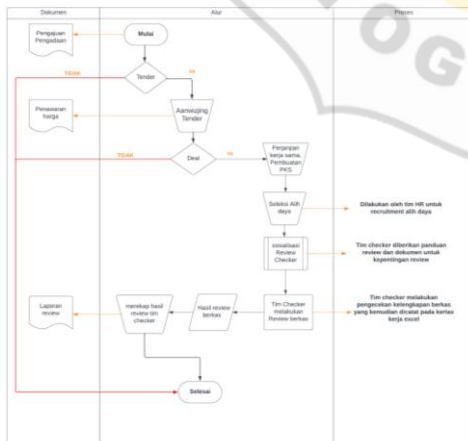 Dokumen
Alur
Proses
Pengajuan
Pengadaan
Mulai
TIDAK
Tender
ya
Penawaran
harga
Aanwijzing
Tender
TIDAK
Deal
ya
Perjanjian
kerja sama,
Pembuatan
PKS
Seleksi Alih
daya
Dilakukan oleh tim HR untuk
recruitment alih daya
sosialisasi
Review
Checker
Tim checker diberikan panduan
review dan dokumen untuk
kepentingan review
Laporan
review
merekap hasil
review tim
checker
Hasil review
berkas
Tim Checker
melakukan
Review berkas
Tim checker melakukan
pengecekan kelengkapan berkas
yang kemudian dicatat pada kertas
kerja excel
Selesai
LOG